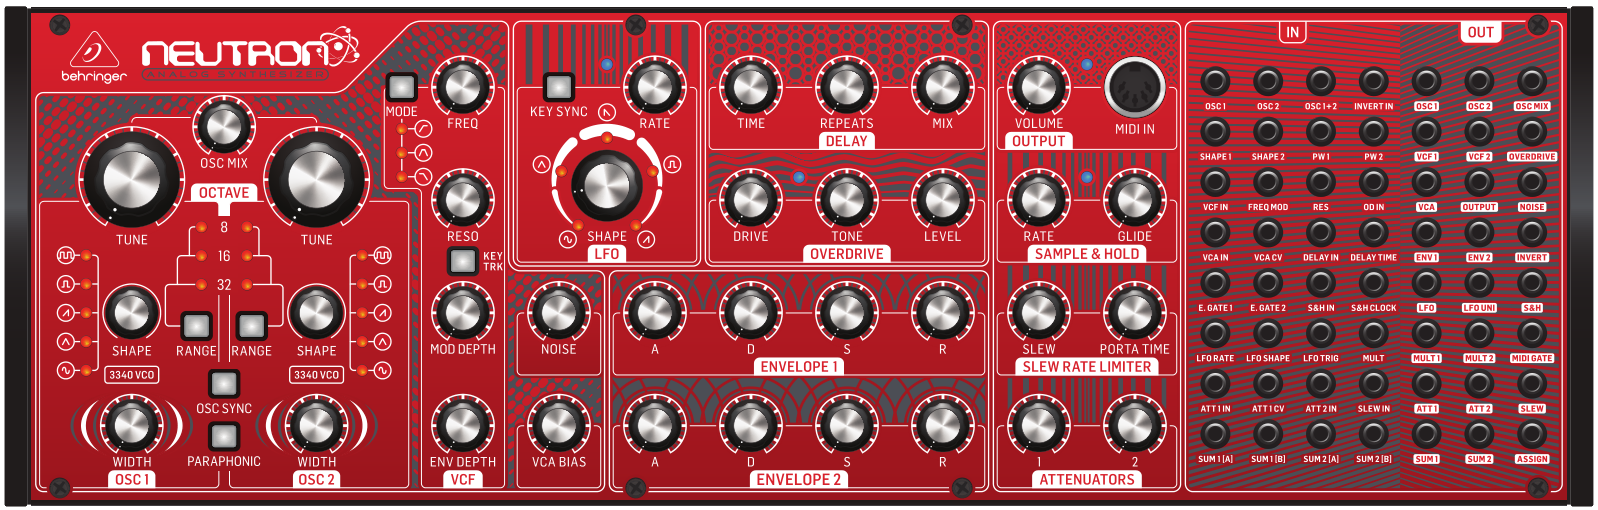 behringer
NEUTRON
ANALOG SYNTHESIZER
OSC MIX
OCTAVE
TUNE
TUNE
8
16
32
SHAPE
RANGE
RANGE
SHAPE
3340 VCO
3340 VCO
OSC SYNC
PARAPHONIC
WIDTH
WIDTH
OSC 1
OSC 2
MODE
FREQ
RESO
KEY
TRK
MOD DEPTH
ENV DEPTH
VCF
KEY SYNC
RATE
SHAPE
LFO
NOISE
VCA BIAS
TIME
REPEATS
MIX
DELAY
DRIVE
TONE
LEVEL
OVERDRIVE
A
D
S
R
ENVELOPE 1
A
D
S
R
ENVELOPE 2
VOLUME
MIDI IN
OUTPUT
RATE
GLIDE
SAMPLE & HOLD
SLEW
PORTA TIME
SLEW RATE LIMITER
1
2
ATTENUATORS
IN
OUT
OSC 1 OSC 2 OSC 1+2 INVERT IN OSC 1 OSC 2 OSC MIX
SHAPE 1 SHAPE 2 PW 1 PW 2 VCF 1 VCF 2 OVERDRIVE
VCF IN FREQ MOD RES OD IN VCA OUTPUT NOISE
VCA IN VCA CV DELAY IN DELAY TIME ENV 1 ENV 2 INVERT
E. GATE 1 E. GATE 2 S&H IN S&H CLOCK LFO LFO UNI S&H
LFO RATE LFO SHAPE LFO TRIG MULT MULT 1 MULT 2 MIDI GATE
ATT 1 IN ATT 1 CV ATT 2 IN SLEW IN ATT 1 ATT 2 SLEW
SUM 1 [A] SUM 1 [B] SUM 2 [A] SUM 2 [B] SUM 1 SUM 2 ASSIGN